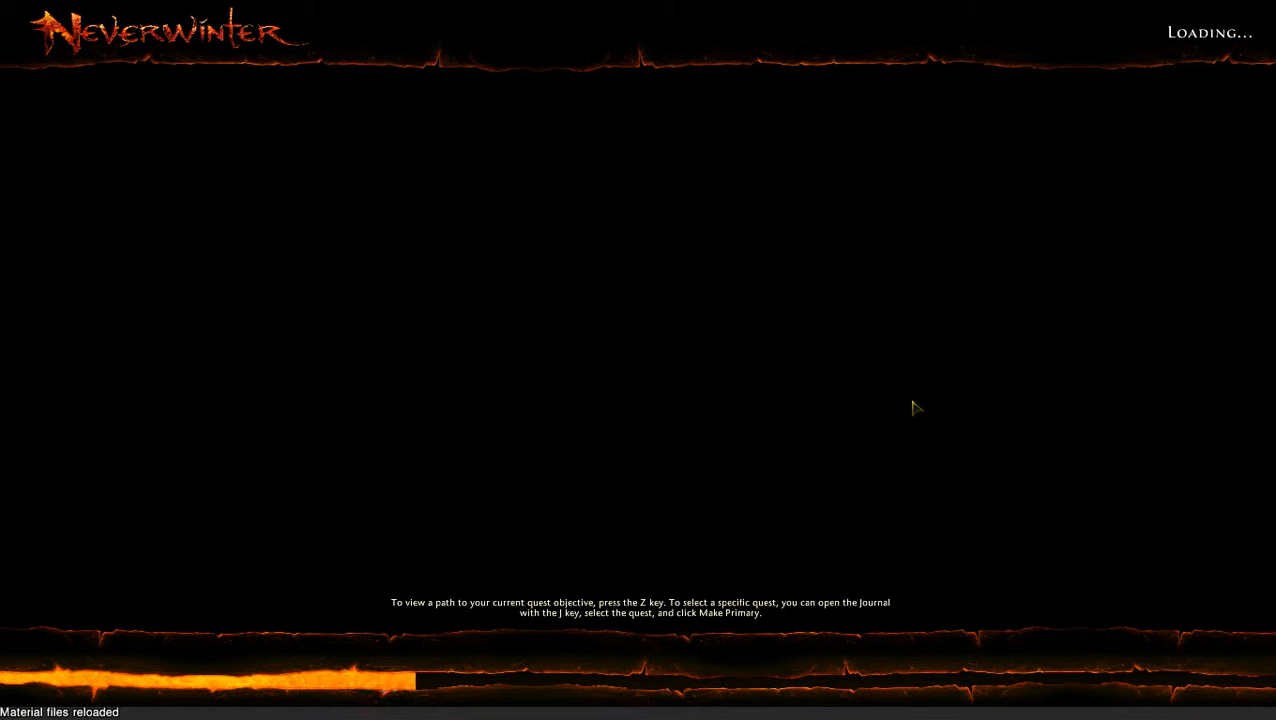 Neverwinter
Loading...
To view a path to your current quest objective, press the Z key. To select a specific quest, you can open the Journal
with the J key, select the quest, and click Make Primary.
Material files reloaded